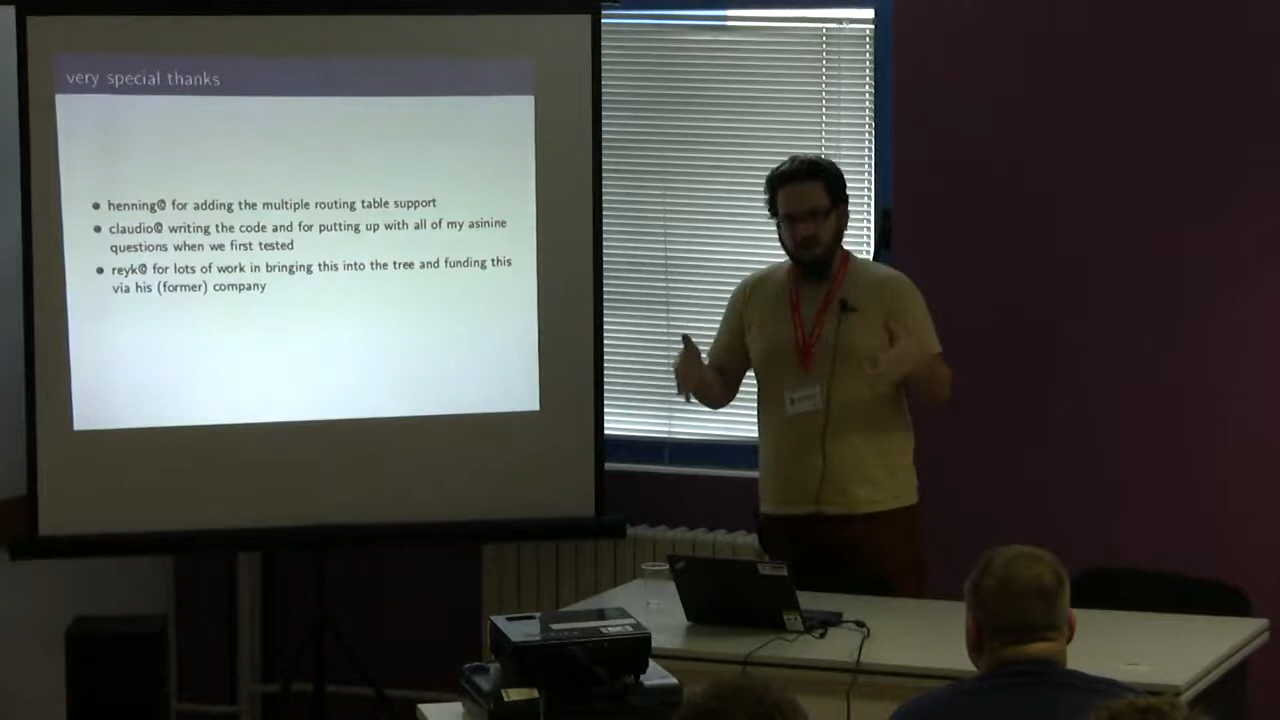 very special thanks
henning@ for adding the multiple routing table support
claudio@ writing the code and for putting up with all of my asinine
questions when we first tested
reyk@ for lots of work in bringing this into the tree and funding this
via his (former) company